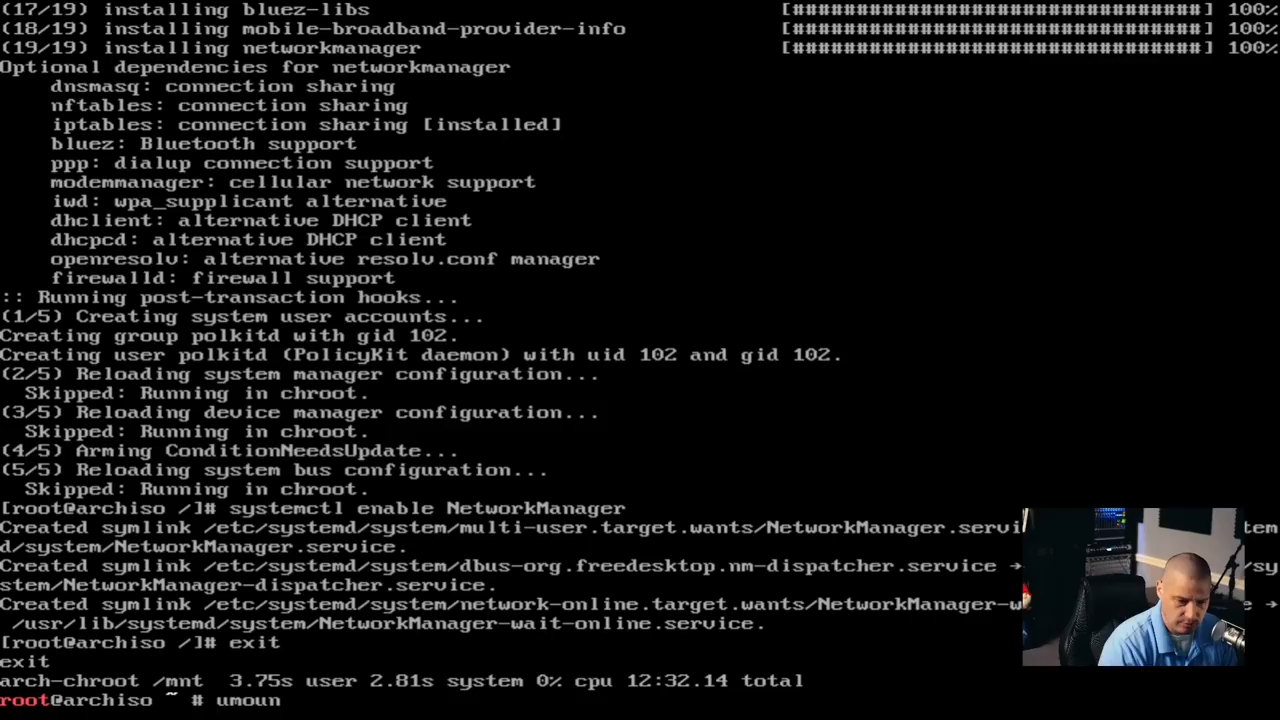 (17/19) installing bluez-libs [################################] 100%
(18/19) installing mobile-broadband-provider-info [################################] 100%
(19/19) installing networkmanager [################################] 100%
Optional dependencies for networkmanager
dnsmasq: connection sharing
nftables: connection sharing
iptables: connection sharing [installed]
bluez: Bluetooth support
ppp: dialup connection support
modemmanager: cellular network support
iwd: wpa_supplicant alternative
dhclient: alternative DHCP client
dhcpcd: alternative DHCP client
openresolv: alternative resolv.conf manager
firewalld: firewall support
:: Running post-transaction hooks...
(1/5) Creating system user accounts...
Creating group polkitd with gid 102.
Creating user polkitd (PolicyKit daemon) with uid 102 and gid 102.
(2/5) Reloading system manager configuration...
Skipped: Running in chroot.
(3/5) Reloading device manager configuration...
Skipped: Running in chroot.
(4/5) Arming ConditionNeedsUpdate...
(5/5) Reloading system bus configuration...
Skipped: Running in chroot.
[root@archiso /]# systemctl enable NetworkManager
Created symlink /etc/systemd/system/multi-user.target.wants/NetworkManager.servi tem
d/system/NetworkManager.service.
Created symlink /etc/systemd/system/dbus-org.freedesktop.nm-dispatcher.service → /sy
stem/NetworkManager-dispatcher.service.
Created symlink /etc/systemd/system/network-online.target.wants/NetworkManager-w e →
/usr/lib/systemd/system/NetworkManager-wait-online.service.
[root@archiso /]# exit
exit
arch-chroot /mnt 3.75s user 2.81s system 0% cpu 12:32.14 total
root@archiso ~ # umoun